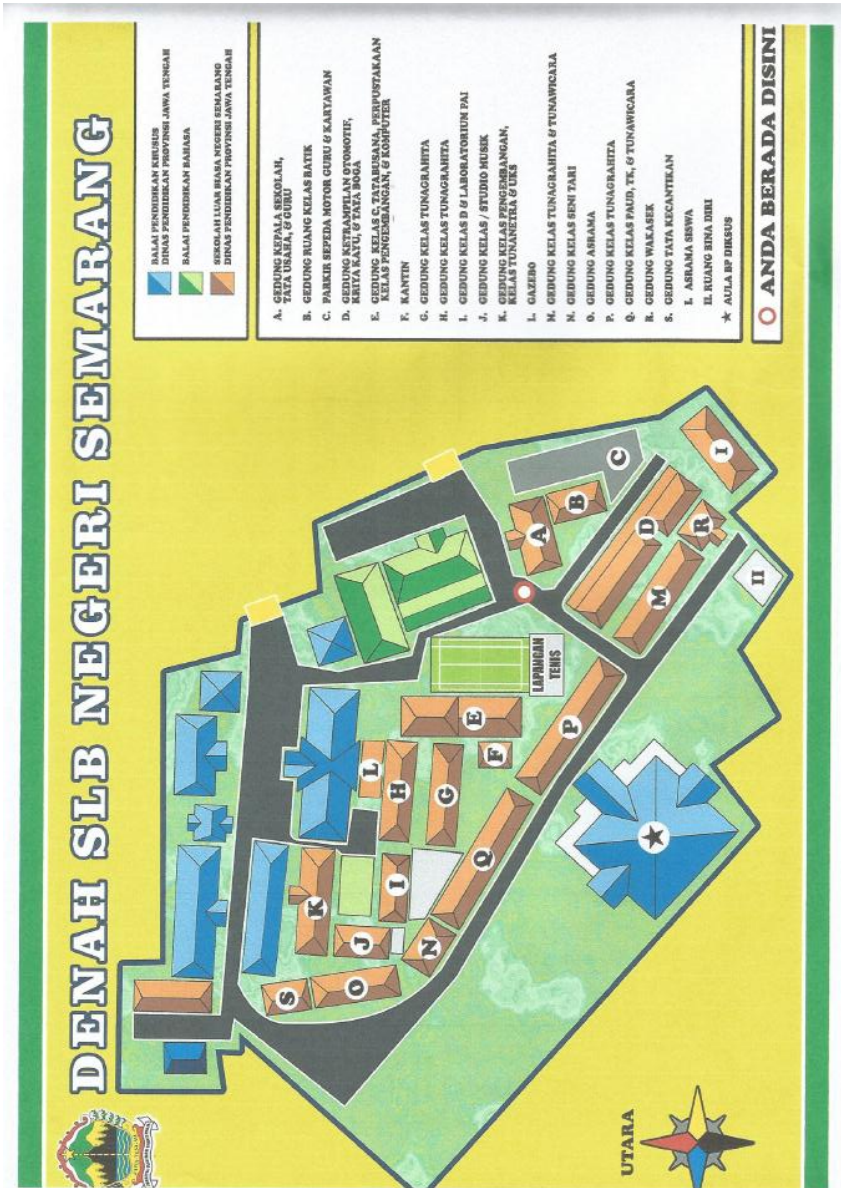 DENAH SLB NEGERI SEMARANG
BALAI PENDIDIKAN KHUSUS
DINAS PENDIDIKAN PROVINSI JAWA TENGAH
BALAI PENDIDIKAN BAHASA
SEKOLAH LUAR BIASA NEGERI SEMARANG
DINAS PENDIDIKAN PROVINSI JAWA TENGAH
A. GEDUNG KEPALA SEKOLAH,
TATA USAHA, & GURU
B. GEDUNG RUANG KELAS BATIK
C. PARKIR SEPEDA MOTOR GURU & KARYAWAN
D. GEDUNG KETRAMPILAN OTOMOTIF,
KRIYA KAYU, & TATA BOGA
E. GEDUNG KELAS C, TATABUSANA, PERPUSTAKAAN
KELAS PENGEMBANGAN, & KOMPUTER
F. KANTIN
G. GEDUNG KELAS TUNAGRAHITA
H. GEDUNG KELAS TUNAGRAHITA
I. GEDUNG KELAS D & LABORATORIUM PAI
J. GEDUNG KELAS / STUDIO MUSIK
K. GEDUNG KELAS PENGEMBANGAN,
KELAS TUNANETRA & UKS
L. GAZEBO
M. GEDUNG KELAS TUNAGRAHITA & TUNAWICARA
N. GEDUNG KELAS SENI TARI
O. GEDUNG ASRAMA
P. GEDUNG KELAS TUNAGRAHITA
Q. GEDUNG KELAS PAUD, TK, & TUNAWICARA
R. GEDUNG WAKASEK
S. GEDUNG TATA KECANTIKAN
I. ASRAMA SISWA
II. RUANG BINA DIRI
★ AULA BP DIKSUS
ANDA BERADA DISINI
S
O
K
J
I
N
Q
L
H
G
E
F
P
LAPANGAN
TENIS
A
B
C
D
M
R
I
II
UTARA